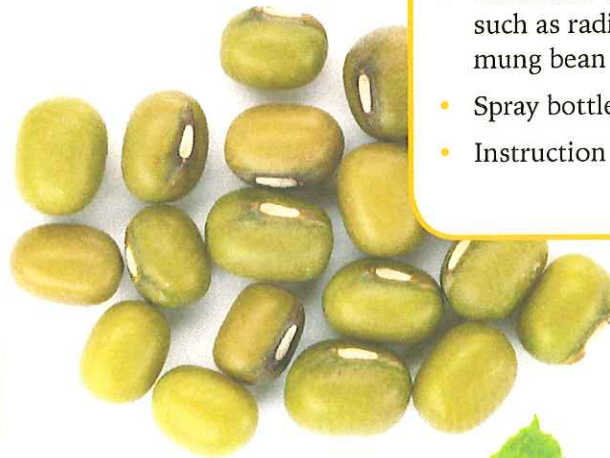 such as radi
mung bean
• Spray bottle
• Instruction